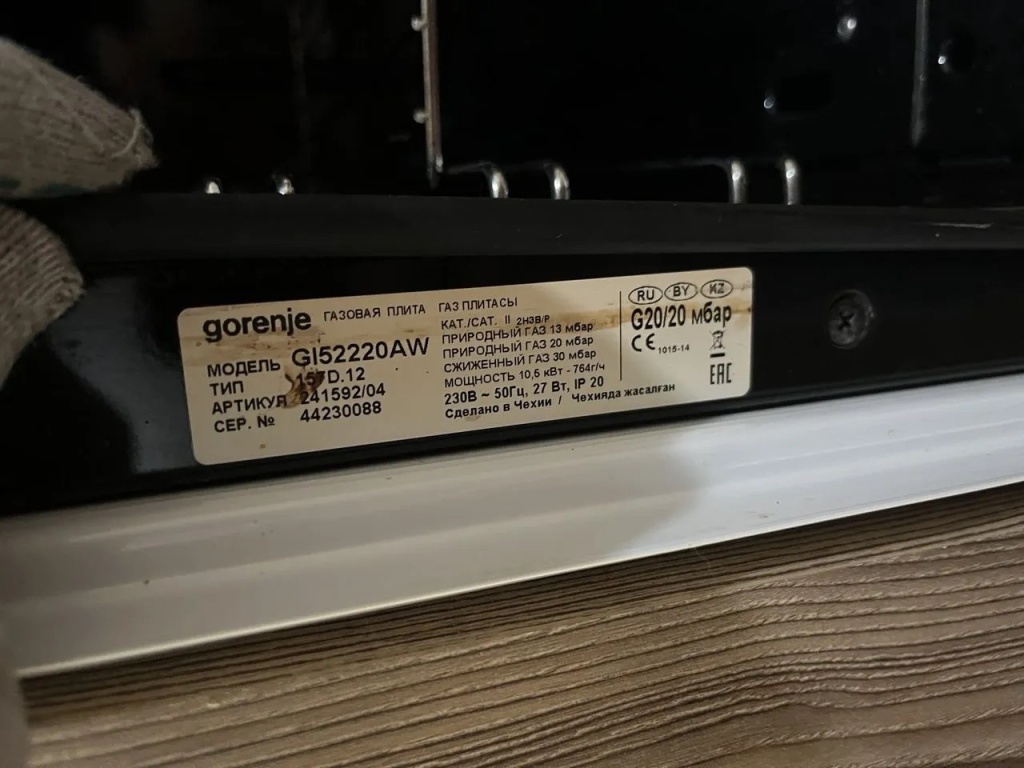 gorenje ГАЗОВАЯ ПЛИТА ГАЗ ПЛИТАСЫ
МОДЕЛЬ GI52220AW
ТИП 157D.12
АРТИКУЛ 241592/04
СЕР. № 44230088
КАТ./CAT. II 2H3B/P
ПРИРОДНЫЙ ГАЗ 13 мбар
ПРИРОДНЫЙ ГАЗ 20 мбар
СЖИЖЕННЫЙ ГАЗ 30 мбар
МОЩНОСТЬ 10,5 кВт - 764г/ч
230В ~ 50Гц, 27 Вт, IP 20
Сделано в Чехии / Чехияда жасалған
RU BY KZ
G20/20 мбар
CE 1015-14
EAC